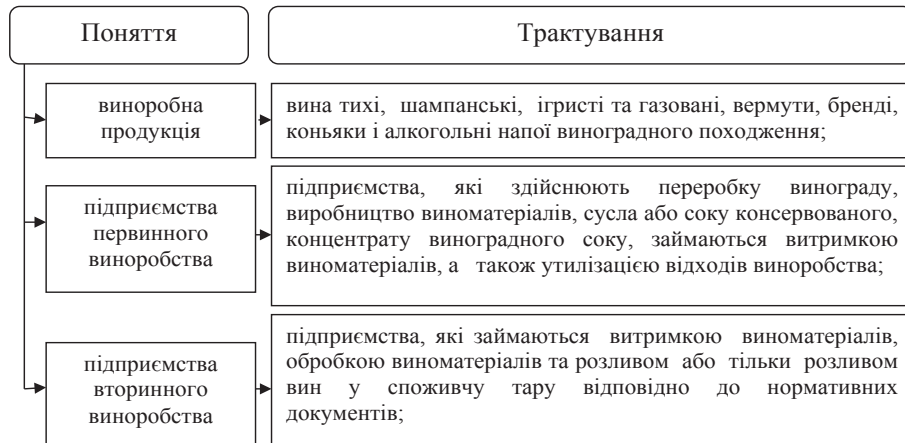 Поняття
Трактування
виноробна
продукція
вина тихі, шампанські, ігристі та газовані, вермути, бренді,
коньяки і алкогольні напої виноградного походження;
підприємства
первинного
виноробства
підприємства, які здійснюють переробку винограду,
виробництво виноматеріалів, сусла або соку консервованого,
концентрату виноградного соку, займаються витримкою
виноматеріалів, а також утилізацією відходів виноробства;
підприємства
вторинного
виноробства
підприємства, які займаються витримкою виноматеріалів,
обробкою виноматеріалів та розливом або тільки розливом
вин у споживчу тару відповідно до нормативних
документів;